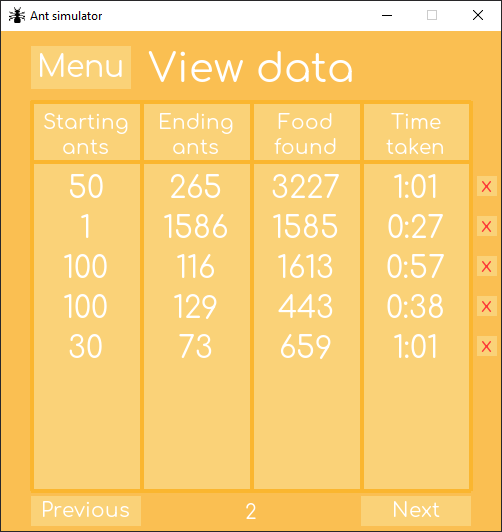 Ant simulator
Menu View data
Starting ants Ending ants Food found Time taken
50 265 3227 1:01 X
1 1586 1585 0:27 X
100 116 1613 0:57 X
100 129 443 0:38 X
30 73 659 1:01 X
Previous 2 Next